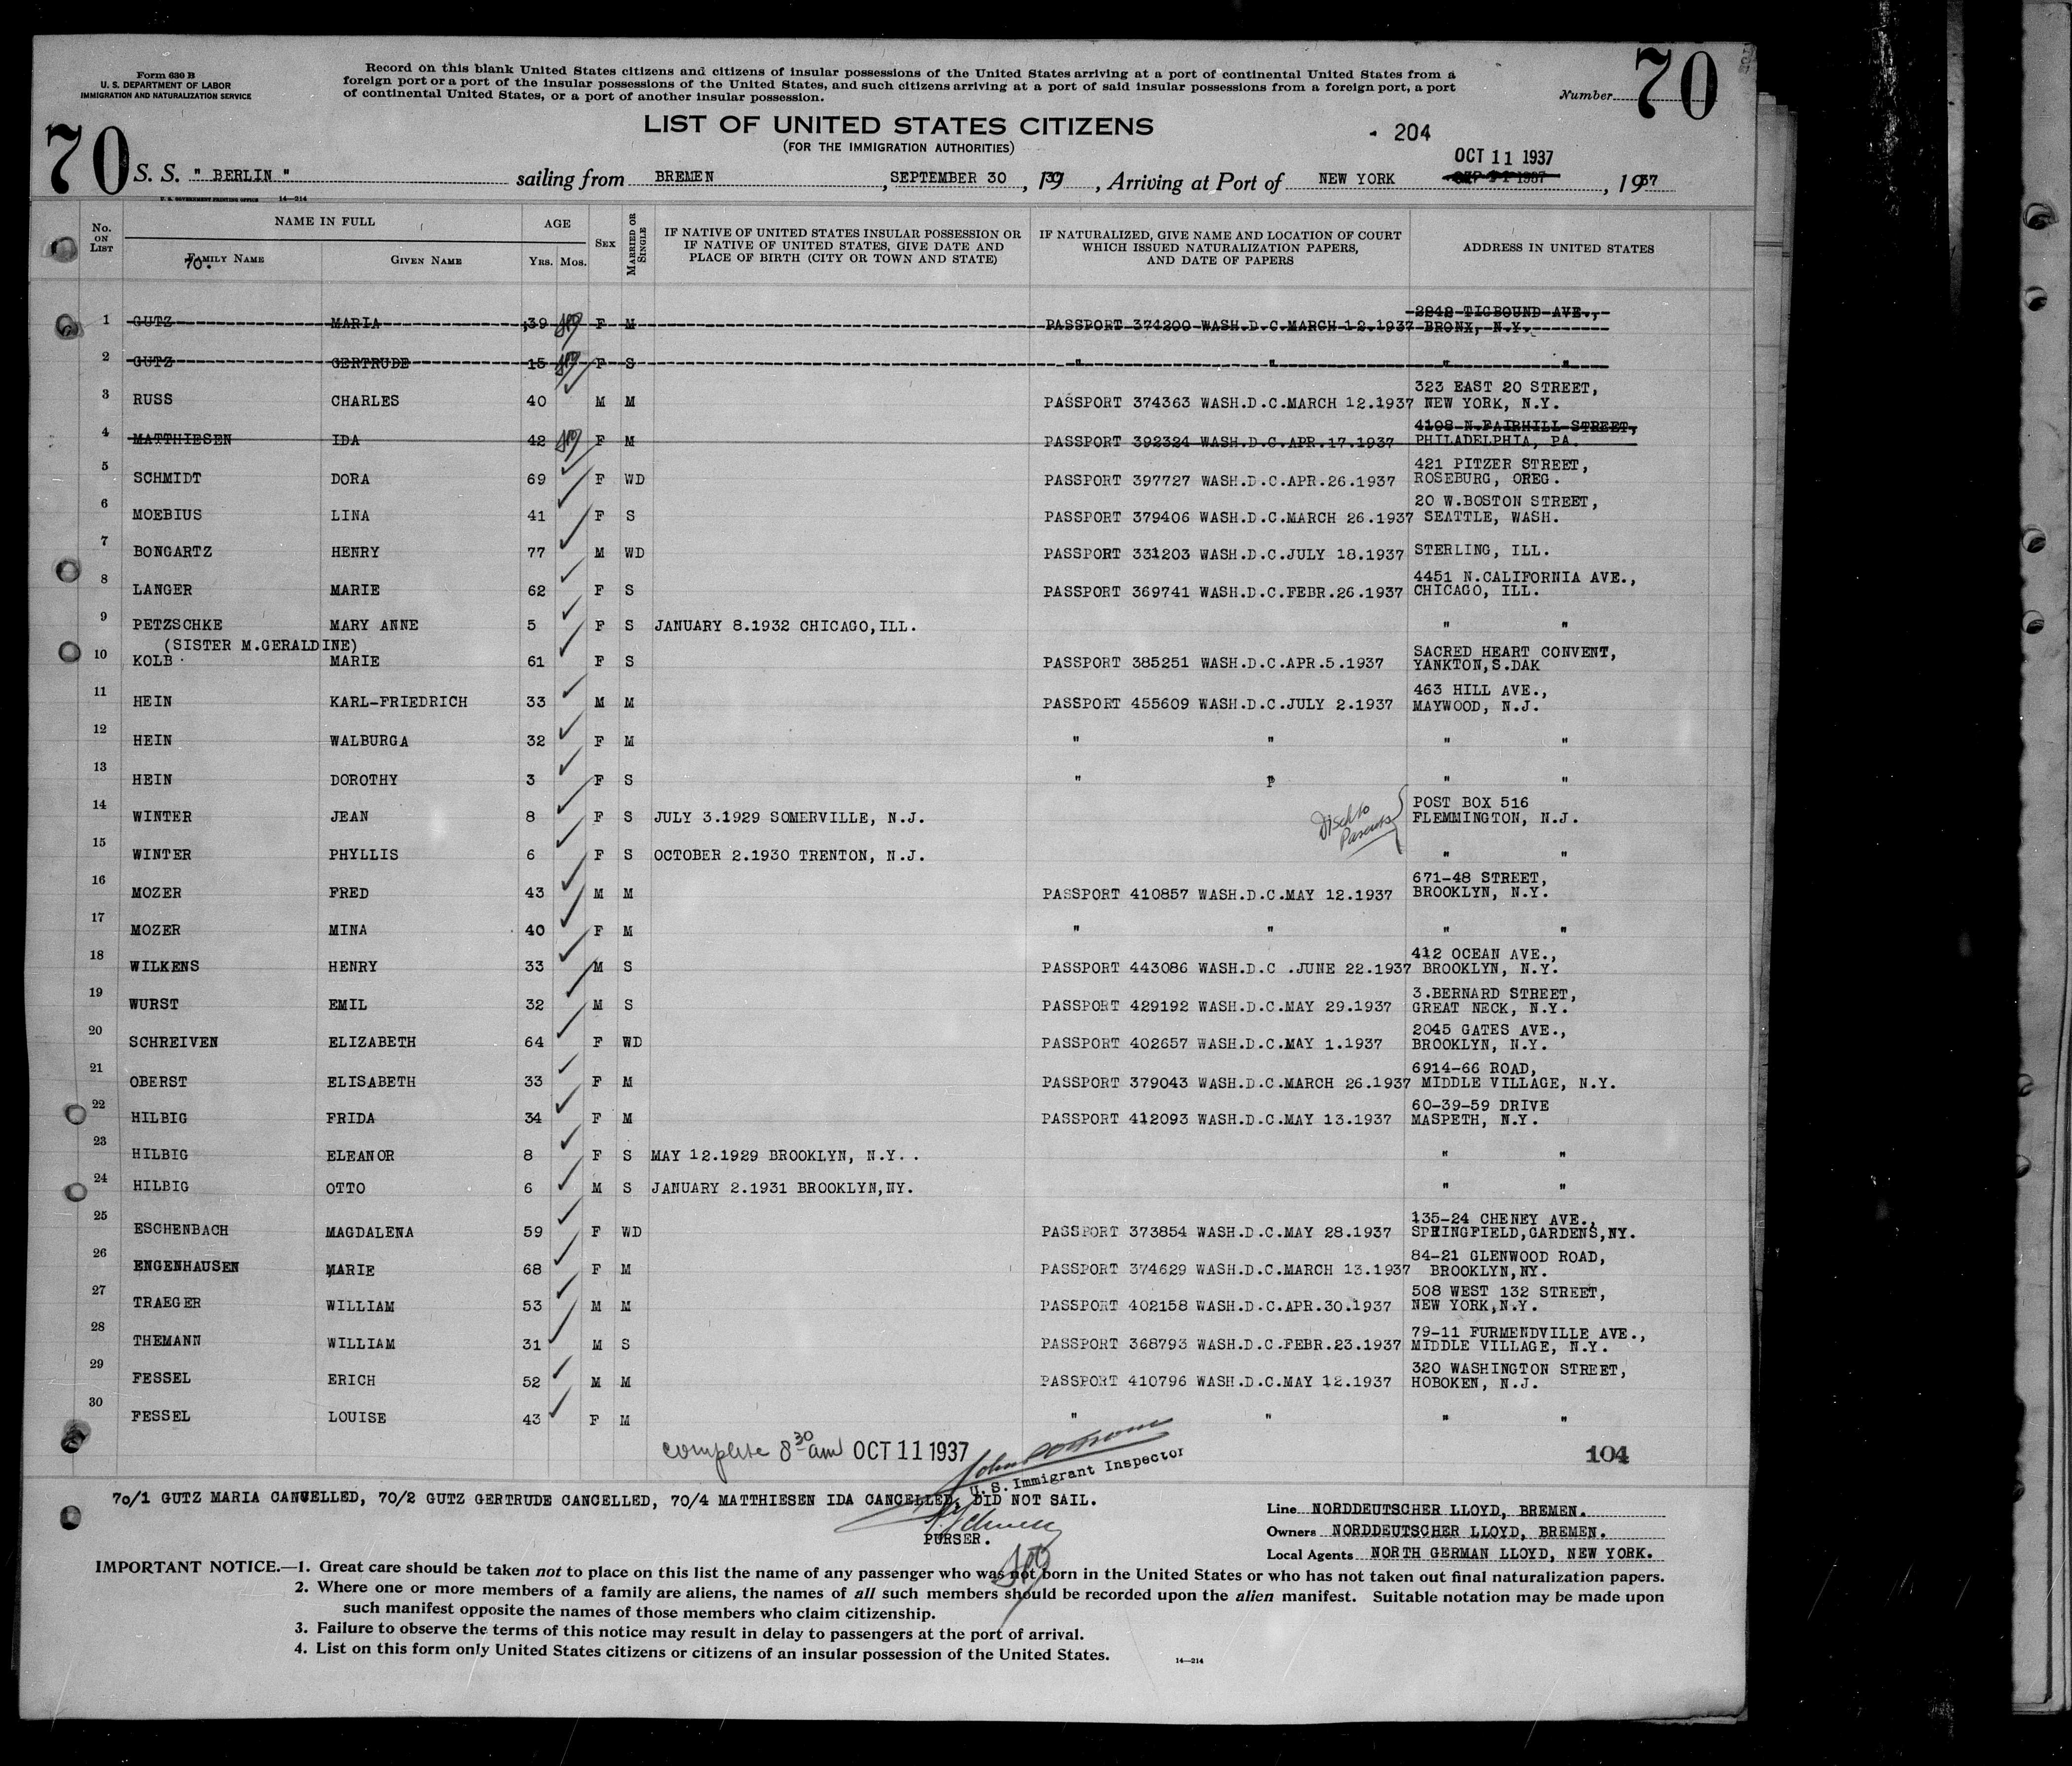 Form 630 B
U. S. DEPARTMENT OF LABOR
IMMIGRATION AND NATURALIZATION SERVICE
Record on this blank United States citizens and citizens of insular possessions of the United States arriving at a port of continental United States from a
foreign port or a port of the insular possessions of the United States, and such citizens arriving at a port of said insular possessions from a foreign port, a port
of continental United States, or a port of another insular possession.
Number 70
LIST OF UNITED STATES CITIZENS
(FOR THE IMMIGRATION AUTHORITIES)
- 204
OCT 11 1937
70 S. S. " BERLIN " sailing from BREMEN, SEPTEMBER 30, 19, Arriving at Port of NEW YORK, 1937
U. S. GOVERNMENT PRINTING OFFICE 14—214
No. ON LIST NAME IN FULL AGE SEX MARRIED OR SINGLE IF NATIVE OF UNITED STATES INSULAR POSSESSION OR IF NATIVE OF UNITED STATES, GIVE DATE AND PLACE OF BIRTH (CITY OR TOWN AND STATE) IF NATURALIZED, GIVE NAME AND LOCATION OF COURT WHICH ISSUED NATURALIZATION PAPERS, AND DATE OF PAPERS ADDRESS IN UNITED STATES
FAMILY NAME GIVEN NAME YRS. MOS.
70.
1 GUTZ MARIA 39 F M PASSPORT 374200 WASH.D.C.MARCH 12.1937 2842 TIGBOUND AVE., BRONX, N.Y.
2 GUTZ GERTRUDE 15 F S " " " "
3 RUSS CHARLES 40 M M PASSPORT 374363 WASH.D.C.MARCH 12.1937 323 EAST 20 STREET, NEW YORK, N.Y.
4 MATTHIESEN IDA 42 F M PASSPORT 392324 WASH.D.C.APR.17.1937 4108 N.FAIRHILL STREET, PHILADELPHIA, PA.
5 SCHMIDT DORA 69 F WD PASSPORT 397727 WASH.D.C.APR.26.1937 421 PITZER STREET, ROSEBURG, OREG.
6 MOEBIUS LINA 41 F S PASSPORT 379406 WASH.D.C.MARCH 26.1937 20 W.BOSTON STREET, SEATTLE, WASH.
7 BONGARTZ HENRY 77 M WD PASSPORT 331203 WASH.D.C.JULY 18.1937 STERLING, ILL.
8 LANGER MARIE 62 F S PASSPORT 369741 WASH.D.C.FEBR.26.1937 4451 N.CALIFORNIA AVE., CHICAGO, ILL.
9 PETZSCHKE MARY ANNE 5 F S JANUARY 8.1932 CHICAGO,ILL. " "
(SISTER M.GERALDINE)
10 KOLB MARIE 61 F S PASSPORT 385251 WASH.D.C.APR.5.1937 SACRED HEART CONVENT, YANKTON,S.DAK
11 HEIN KARL-FRIEDRICH 33 M M PASSPORT 455609 WASH.D.C.JULY 2.1937 463 HILL AVE., MAYWOOD, N.J.
12 HEIN WALBURGA 32 F M " " " "
13 HEIN DOROTHY 3 F S " " " "
14 WINTER JEAN 8 F S JULY 3.1929 SOMERVILLE, N.J. Disch to Parents POST BOX 516 FLEMMINGTON, N.J.
15 WINTER PHYLLIS 6 F S OCTOBER 2.1930 TRENTON, N.J. " "
16 MOZER FRED 43 M M PASSPORT 410857 WASH.D.C.MAY 12.1937 671-48 STREET, BROOKLYN, N.Y.
17 MOZER MINA 40 F M " " " "
18 WILKENS HENRY 33 M S PASSPORT 443086 WASH.D.C .JUNE 22.1937 412 OCEAN AVE., BROOKLYN, N.Y.
19 WURST EMIL 32 M S PASSPORT 429192 WASH.D.C.MAY 29.1937 3.BERNARD STREET, GREAT NECK, N.Y.
20 SCHREIVEN ELIZABETH 64 F WD PASSPORT 402657 WASH.D.C.MAY 1.1937 2045 GATES AVE., BROOKLYN, N.Y.
21 OBERST ELISABETH 33 F M PASSPORT 379043 WASH.D.C.MARCH 26.1937 6914-66 ROAD, MIDDLE VILLAGE, N.Y.
22 HILBIG FRIDA 34 F M PASSPORT 412093 WASH.D.C.MAY 13.1937 60-39-59 DRIVE MASPETH, N.Y.
23 HILBIG ELEANOR 8 F S MAY 12.1929 BROOKLYN, N.Y.. " "
24 HILBIG OTTO 6 M S JANUARY 2.1931 BROOKLYN,NY. " "
25 ESCHENBACH MAGDALENA 59 F WD PASSPORT 373854 WASH.D.C.MAY 28.1937 135-24 CHENEY AVE., SPRINGFIELD,GARDENS,NY.
26 ENGENHAUSEN MARIE 68 F M PASSPORT 374629 WASH.D.C.MARCH 13.1937 84-21 GLENWOOD ROAD, BROOKLYN,NY.
27 TRAEGER WILLIAM 53 M M PASSPORT 402158 WASH.D.C.APR.30.1937 508 WEST 132 STREET, NEW YORK,N.Y.
28 THEMANN WILLIAM 31 M S PASSPORT 368793 WASH.D.C.FEBR.23.1937 79-11 FURMENDVILLE AVE., MIDDLE VILLAGE, N.Y.
29 FESSEL ERICH 52 M M PASSPORT 410796 WASH.D.C.MAY 12.1937 320 WASHINGTON STREET, HOBOKEN, N.J.
30 FESSEL LOUISE 43 F M " " " "
complete 8 30 am OCT 11 1937
U. S. Immigrant Inspector
104
70/1 GUTZ MARIA CANCELLED, 70/2 GUTZ GERTRUDE CANCELLED, 70/4 MATTHIESEN IDA CANCELLED, DID NOT SAIL.
PURSER.
Line NORDDEUTSCHER LLOYD, BREMEN.
Owners NORDDEUTSCHER LLOYD, BREMEN.
Local Agents NORTH GERMAN LLOYD, NEW YORK.
IMPORTANT NOTICE.—1. Great care should be taken not to place on this list the name of any passenger who was not born in the United States or who has not taken out final naturalization papers.
2. Where one or more members of a family are aliens, the names of all such members should be recorded upon the alien manifest. Suitable notation may be made upon
such manifest opposite the names of those members who claim citizenship.
3. Failure to observe the terms of this notice may result in delay to passengers at the port of arrival.
4. List on this form only United States citizens or citizens of an insular possession of the United States.
14—214